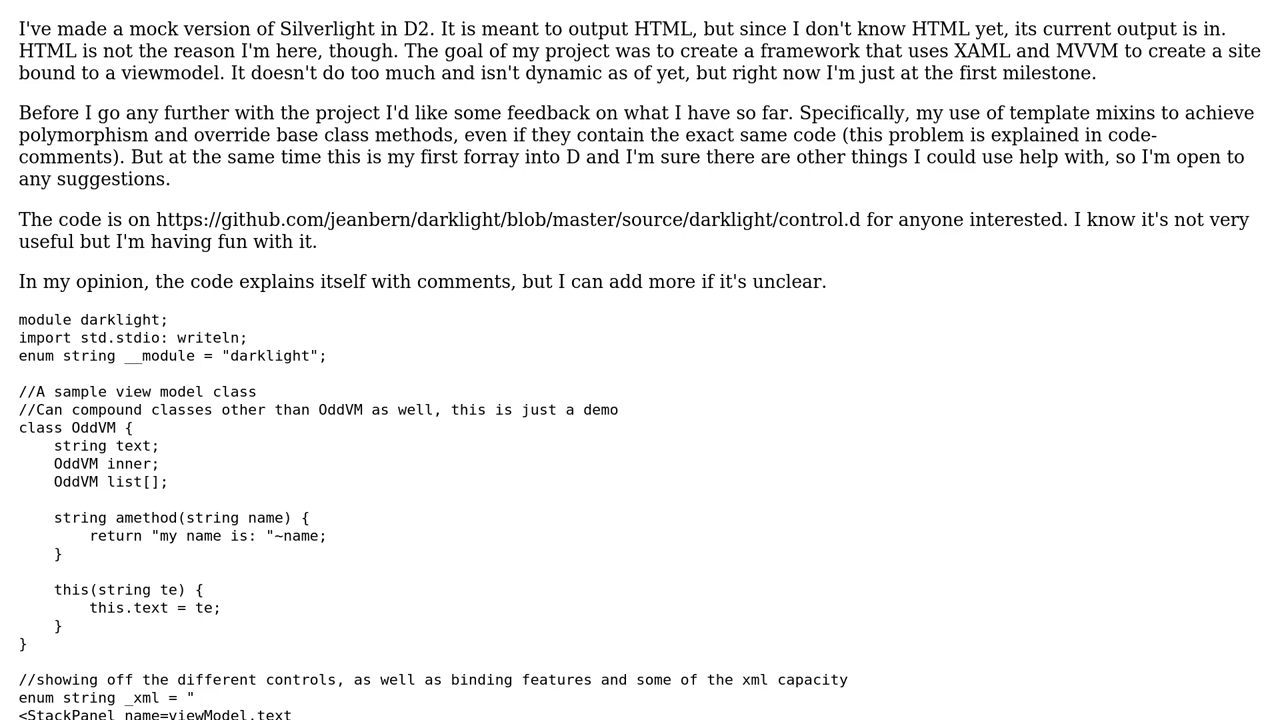 I've made a mock version of Silverlight in D2. It is meant to output HTML, but since I don't know HTML yet, its current output is in.
HTML is not the reason I'm here, though. The goal of my project was to create a framework that uses XAML and MVVM to create a site
bound to a viewmodel. It doesn't do too much and isn't dynamic as of yet, but right now I'm just at the first milestone.
Before I go any further with the project I'd like some feedback on what I have so far. Specifically, my use of template mixins to achieve
polymorphism and override base class methods, even if they contain the exact same code (this problem is explained in code-
comments). But at the same time this is my first forray into D and I'm sure there are other things I could use help with, so I'm open to
any suggestions.
The code is on https://github.com/jeanbern/darklight/blob/master/source/darklight/control.d for anyone interested. I know it's not very
useful but I'm having fun with it.
In my opinion, the code explains itself with comments, but I can add more if it's unclear.
module darklight;
import std.stdio: writeln;
enum string __module = "darklight";
//A sample view model class
//Can compound classes other than OddVM as well, this is just a demo
class OddVM {
    string text;
    OddVM inner;
    OddVM list[];
    string amethod(string name) {
        return "my name is: "~name;
    }
    this(string te) {
        this.text = te;
    }
}
//showing off the different controls, as well as binding features and some of the xml capacity
enum string _xml = "
<StackPanel name=viewModel.text